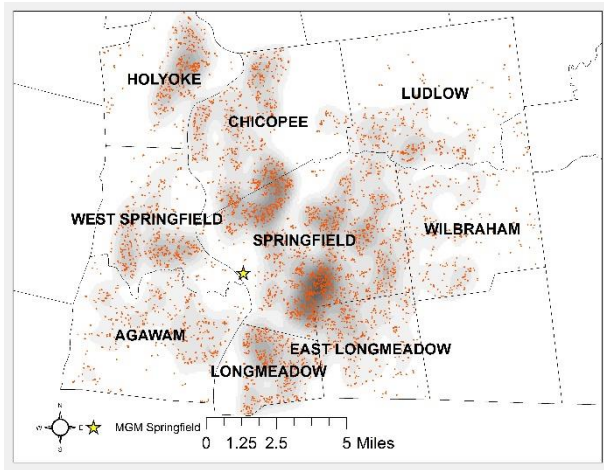 HOLYOKE
LUDLOW
CHICOPEE
WEST SPRINGFIELD
WILBRAHAM
SPRINGFIELD
AGAWAM
EAST LONGMEADOW
LONGMEADOW
N
W E
S
MGM Springfield
0 1.25 2.5 5 Miles